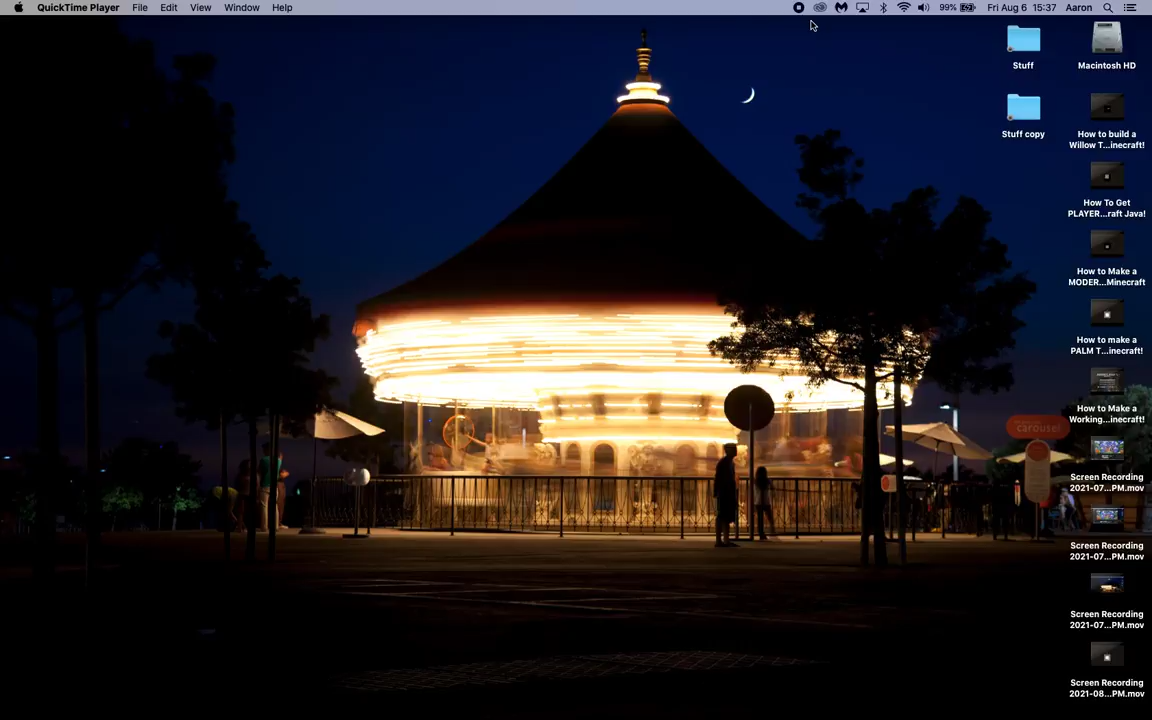 QuickTime Player File Edit View Window Help 99% Fri Aug 6 15:37 Aaron
Stuff
Macintosh HD
Stuff copy
How to build a
Willow T...inecraft!
How To Get
PLAYER...raft Java!
How to Make a
MODER...Minecraft
How to make a
PALM T...inecraft!
How to Make a
Working...inecraft!
carousel
Screen Recording
2021-07...PM.mov
Screen Recording
2021-07...PM.mov
Screen Recording
2021-07...PM.mov
Screen Recording
2021-08...PM.mov